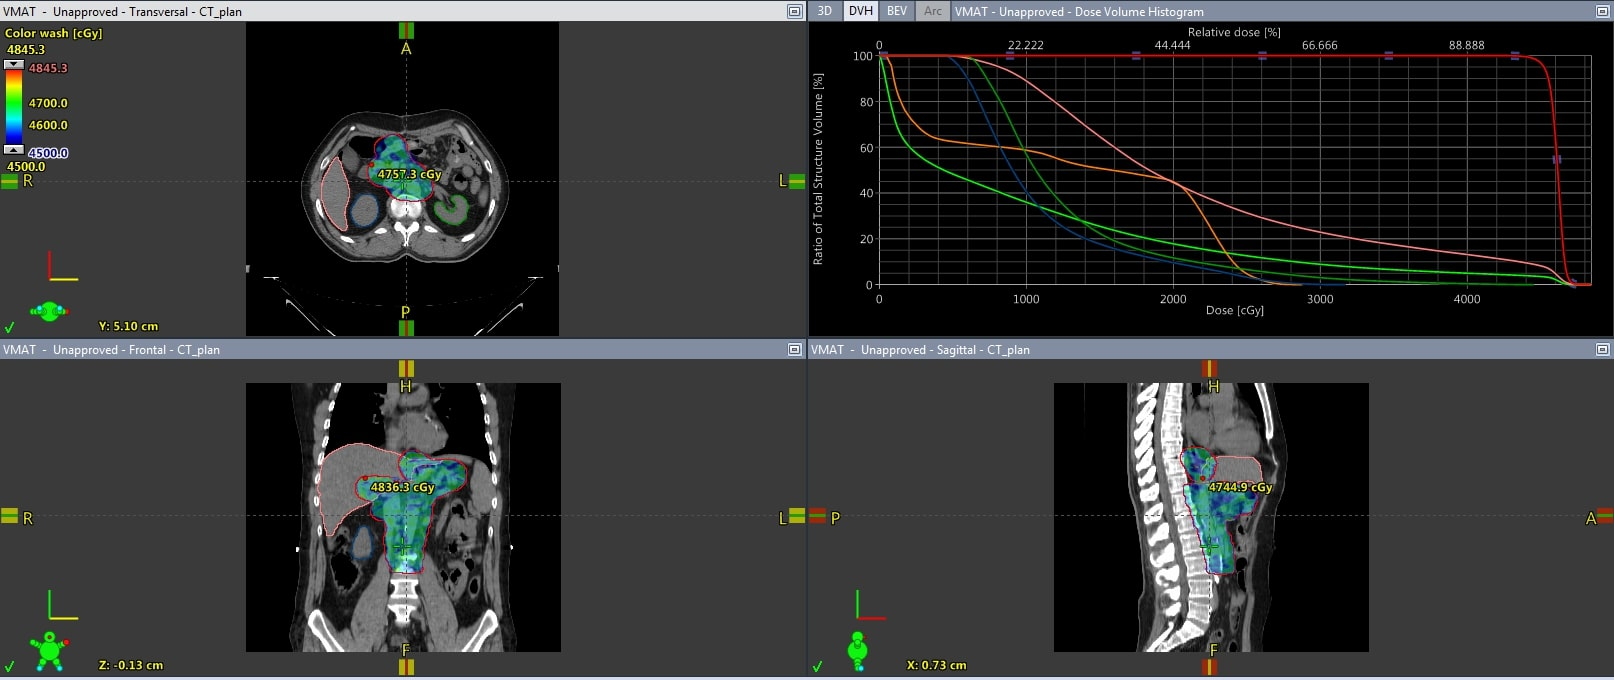 VMAT - Unapproved - Transversal - CT_plan
Color wash [cGy]
4845.3
4845.3
4700.0
4600.0
4500.0
4500.0
A
R
L
4757.3 cGy
P
Y: 5.10 cm
3D DVH BEV Arc VMAT - Unapproved - Dose Volume Histogram
Relative dose [%]
0 22.222 44.444 66.666 88.888
Ratio of Total Structure Volume [%]
100
80
60
40
20
0
0 1000 2000 3000 4000
Dose [cGy]
VMAT - Unapproved - Frontal - CT_plan
H
4836.3 cGy
R
L
F
Z: -0.13 cm
VMAT - Unapproved - Sagittal - CT_plan
H
4744.9 cGy
P
A
F
X: 0.73 cm